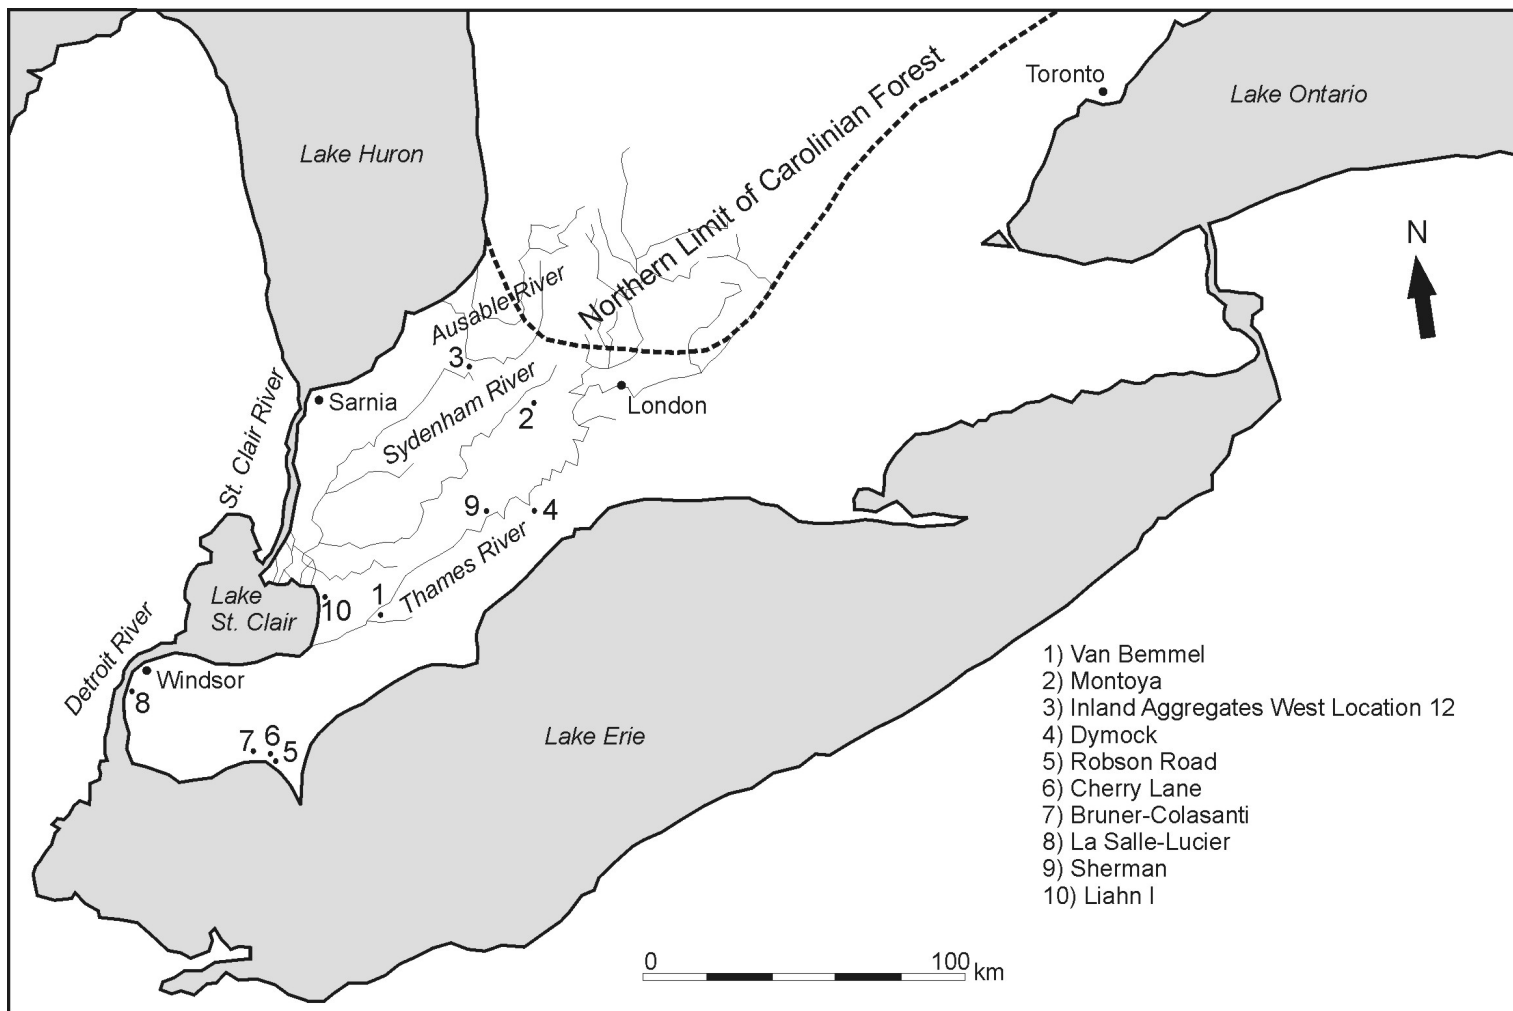 Toronto
Lake Ontario
Lake Huron
Northern Limit of Carolinian Forest
N
Ausable River
3
Sarnia
Sydenham River
2
London
St. Clair River
9
4
Thames River
Lake
St. Clair
10
1
Detroit River
Windsor
8
7
6
5
Lake Erie
1) Van Bemmel
2) Montoya
3) Inland Aggregates West Location 12
4) Dymock
5) Robson Road
6) Cherry Lane
7) Bruner-Colasanti
8) La Salle-Lucier
9) Sherman
10) Liahn I
0 100 km